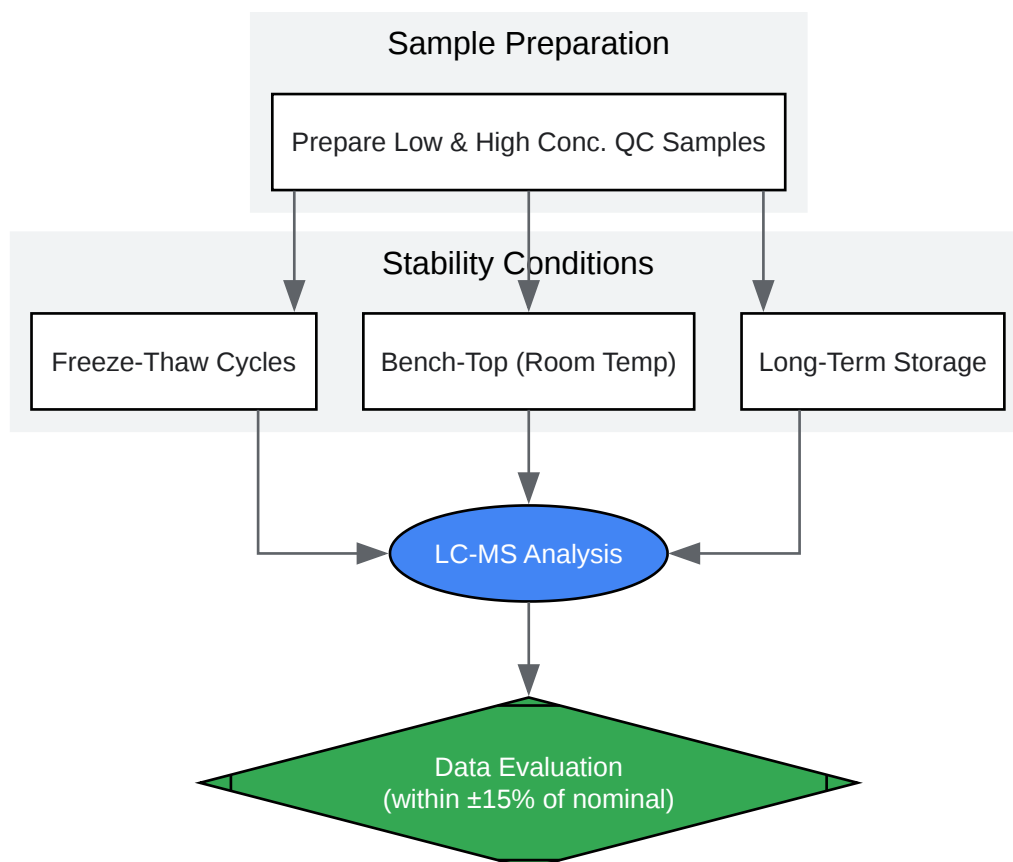 Sample Preparation
Prepare Low & High Conc. QC Samples
Stability Conditions
Freeze-Thaw Cycles
Bench-Top (Room Temp)
Long-Term Storage
LC-MS Analysis
Data Evaluation
(within ±15% of nominal)